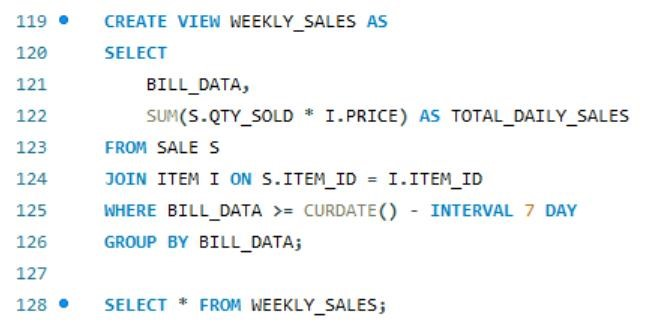 119 CREATE VIEW WEEKLY_SALES AS
120 SELECT
121 BILL_DATA,
122 SUM(S.QTY_SOLD * I.PRICE) AS TOTAL_DAILY_SALES
123 FROM SALE S
124 JOIN ITEM I ON S.ITEM_ID = I.ITEM_ID
125 WHERE BILL_DATA >= CURDATE() - INTERVAL 7 DAY
126 GROUP BY BILL_DATA;
127
128 SELECT * FROM WEEKLY_SALES;